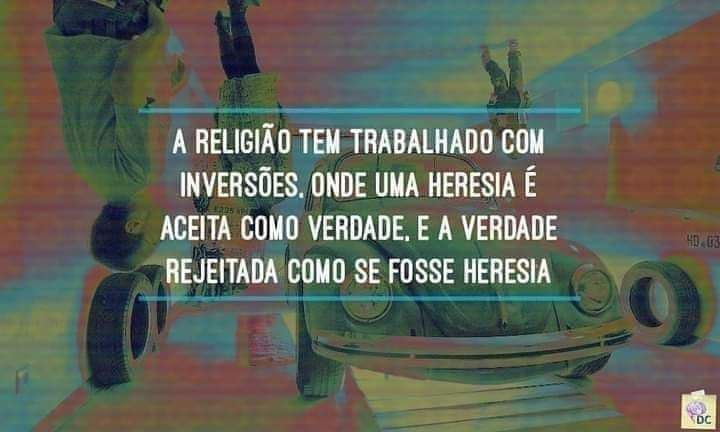 A RELIGIÃO TEM TRABALHADO COM
INVERSÕES. ONDE UMA HERESIA É
ACEITA COMO VERDADE, E A VERDADE
REJEITADA COMO SE FOSSE HERESIA
DC